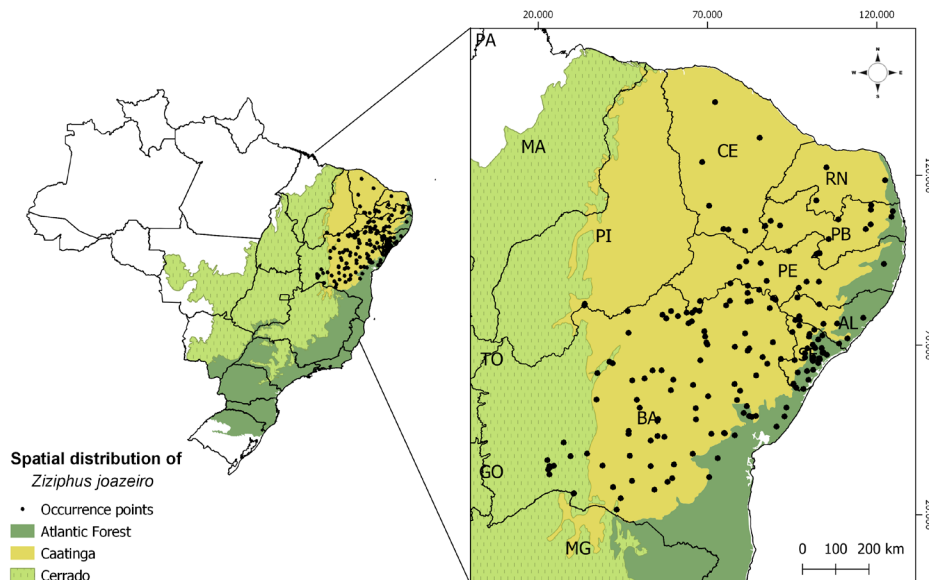 20.000 70.000 120.000
PA
N
W E
S
MA
CE
RN
PI
PB
PE
AL
SE
TO
BA
GO
MG
Spatial distribution of
Ziziphus joazeiro
Occurrence points
Atlantic Forest
Caatinga
Cerrado
0 100 200 km